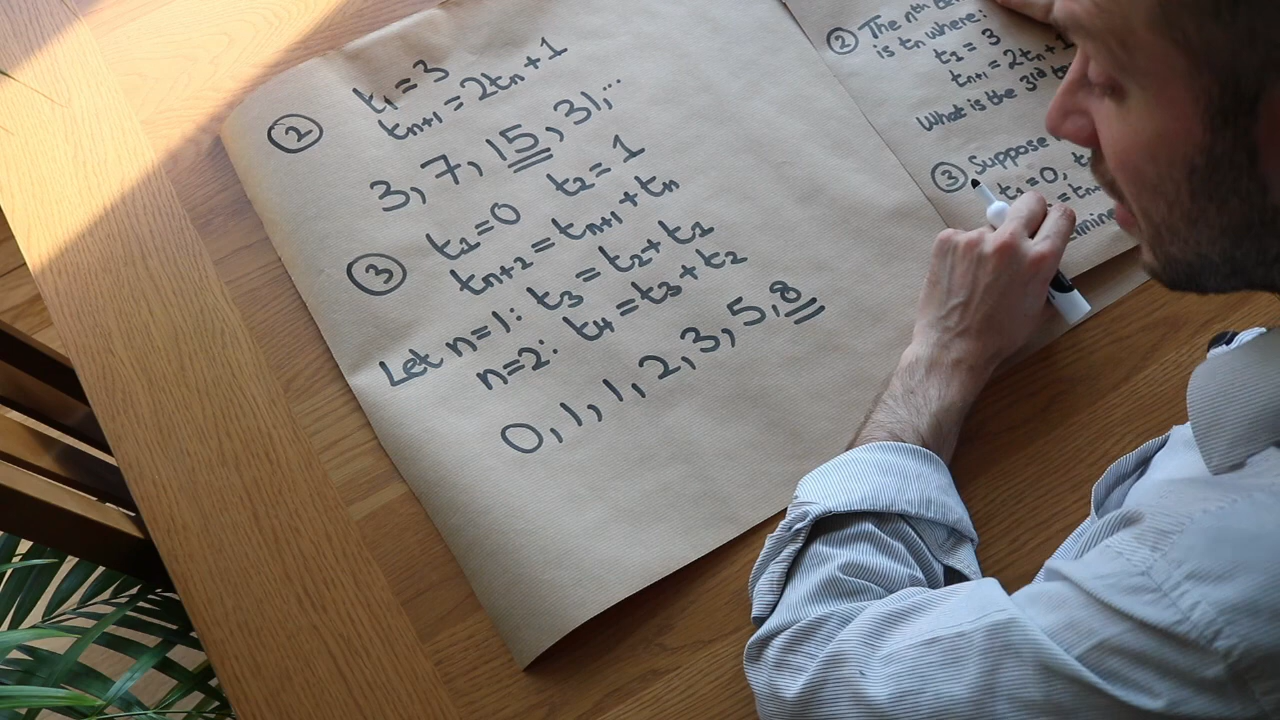 ② t₁ = 3
tₙ₊₁ = 2tₙ + 1
3, 7, 15, 31, ...
③ t₁ = 0 t₂ = 1
tₙ₊₂ = tₙ₊₁ + tₙ
Let n = 1: t₃ = t₂ + t₁
n = 2: t₄ = t₃ + t₂
0, 1, 1, 2, 3, 5, 8
② The nᵗʰ
is tₙ where:
t₁ = 3
tₙ₊₁ = 2tₙ + 1
What is the 3rd
③ Suppose
t₁ = 0,